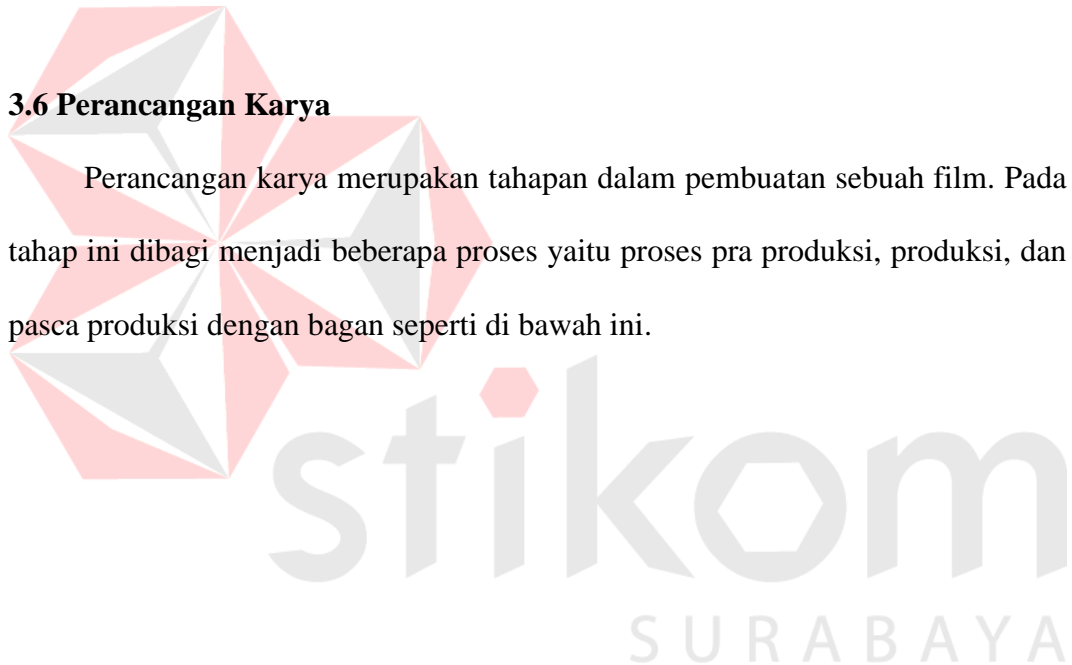 3.6 Perancangan Karya
Perancangan karya merupakan tahapan dalam pembuatan sebuah film. Pada
tahap ini dibagi menjadi beberapa proses yaitu proses pra produksi, produksi, dan
pasca produksi dengan bagan seperti di bawah ini.
stikom
SURABAYA